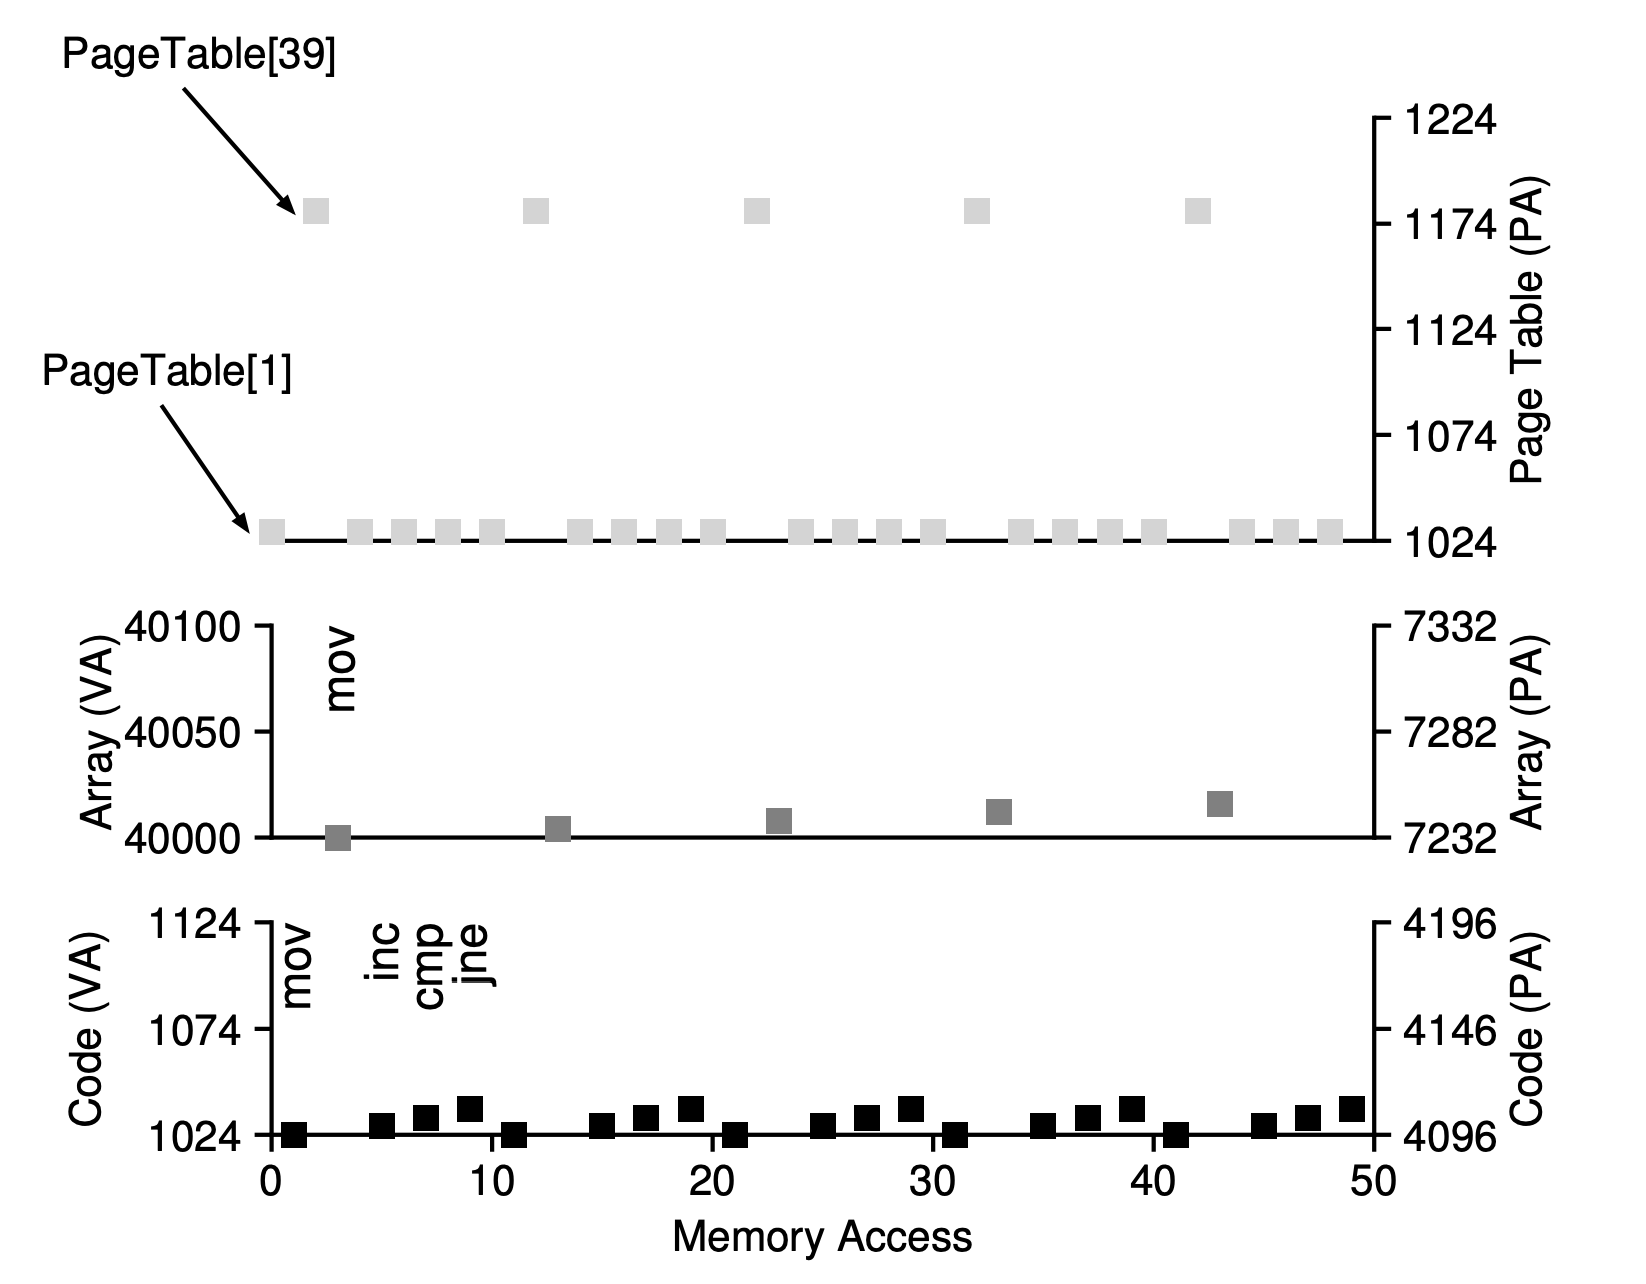 PageTable[39]
PageTable[1]
1224
1174
1124
1074
1024
Page Table (PA)
Array (VA)
40100
40050
40000
mov
7332
7282
7232
Array (PA)
Code (VA)
1124
1074
1024
mov
inc
cmp
jne
4196
4146
4096
Code (PA)
0 10 20 30 40 50
Memory Access